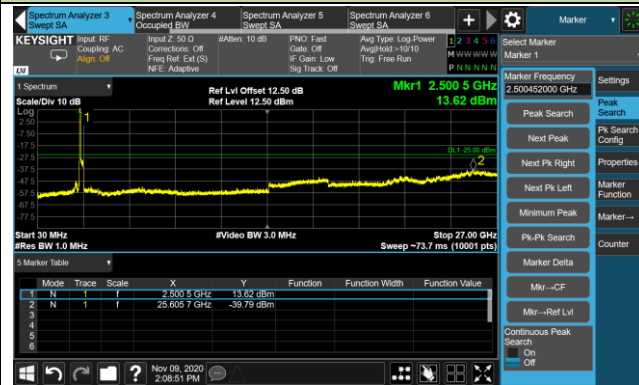 Spectrum Analyzer 3
Swept SA
Spectrum Analyzer 4
Occupied BW
Spectrum Analyzer 5
Swept SA
Spectrum Analyzer 6
Swept SA
Marker
KEYSIGHT
Input: RF
Coupling: AC
Align: Off
Input Z: 50 Ω
Corrections: Off
Freq Ref: Ext (S)
NFE: Adaptive
#Atten: 10 dB
PNO: Fast
Gate: Off
IF Gain: Low
Sig Track: Off
Avg Type: Log-Power
Avg|Hold:>10/10
Trig: Free Run
1 2 3 4 5 6
M W W W W W
P N N N N N
LXI
Select Marker
Marker 1
1 Spectrum
Scale/Div 10 dB
Log
Ref Lvl Offset 12.50 dB
Ref Level 12.50 dBm
Mkr1 2.500 5 GHz
13.62 dBm
2.50
-7.50
-17.5
-27.5
-37.5
-47.5
-57.5
-67.5
-77.5
1
DL1 -25.00 dBm
2
Start 30 MHz
#Res BW 1.0 MHz
#Video BW 3.0 MHz
Stop 27.00 GHz
Sweep ~73.7 ms (10001 pts)
5 Marker Table
Mode Trace Scale X Y Function Function Width Function Value
1 N 1 f 2.500 5 GHz 13.62 dBm
2 N 1 f 25.605 7 GHz -39.79 dBm
3
4
5
6
Nov 09, 2020
2:08:51 PM
Marker Frequency
2.500452000 GHz
Peak Search
Next Peak
Next Pk Right
Next Pk Left
Minimum Peak
Pk-Pk Search
Marker Delta
Mkr→CF
Mkr→Ref Lvl
Continuous Peak
Search
On
Off
Settings
Peak
Search
Pk Search
Config
Properties
Marker
Function
Marker→
Counter